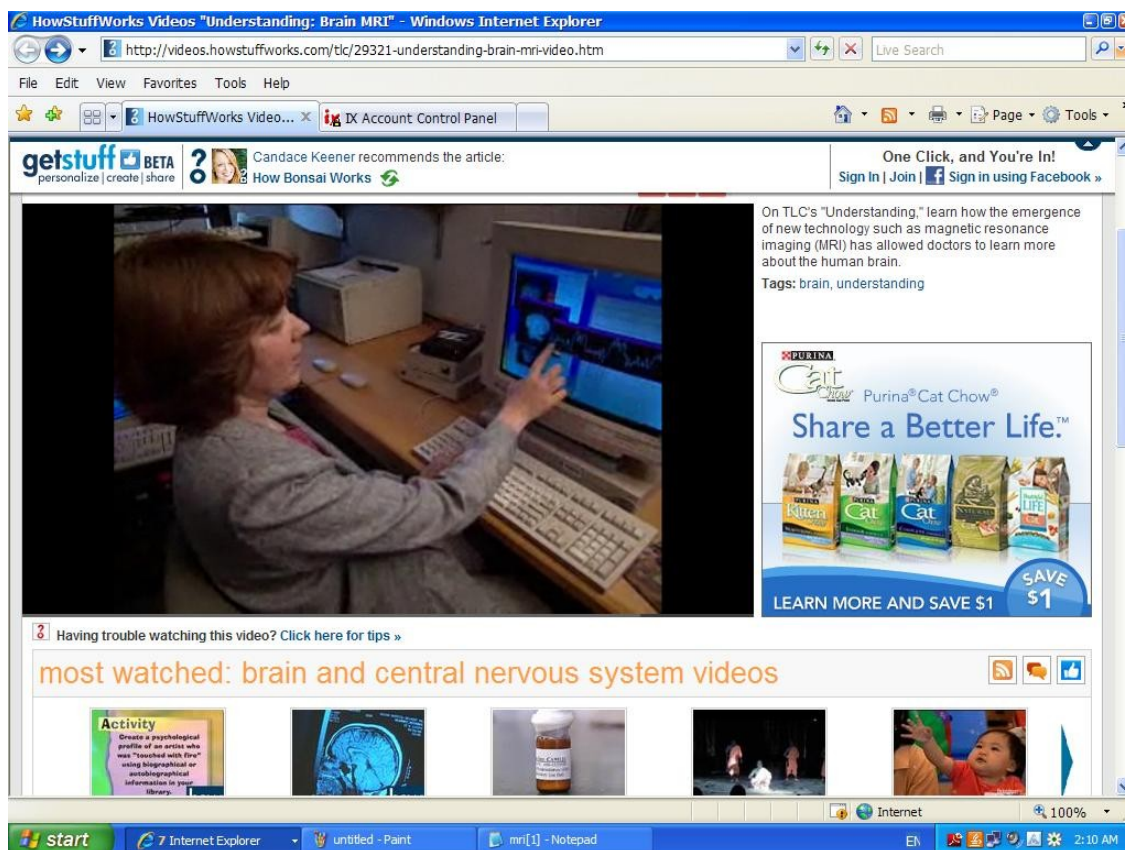 HowStuffWorks Videos "Understanding: Brain MRI" - Windows Internet Explorer
http://videos.howstuffworks.com/tlc/29321-understanding-brain-mri-video.htm
Live Search
File Edit View Favorites Tools Help
HowStuffWorks Video... X
IX Account Control Panel
Page
Tools
getstuff BETA
personalize | create | share
Candace Keener recommends the article:
How Bonsai Works
One Click, and You're In!
Sign In | Join | Sign in using Facebook »
On TLC's "Understanding," learn how the emergence
of new technology such as magnetic resonance
imaging (MRI) has allowed doctors to learn more
about the human brain.
Tags: brain, understanding
PURINA
Cat Chow
Purina® Cat Chow®
Share a Better Life.™
Kitten
Cat
Cat
NATURALS
LIFE
LEARN MORE AND SAVE $1
SAVE
$1
Having trouble watching this video? Click here for tips »
most watched: brain and central nervous system videos
Activity
Create a psychological
profile of an artist who
was "touched with fire"
using biographical or
autobiographical
information in your
library.
Internet
100%
start
7 Internet Explorer
untitled - Paint
mri[1] - Notepad
EN
2:10 AM